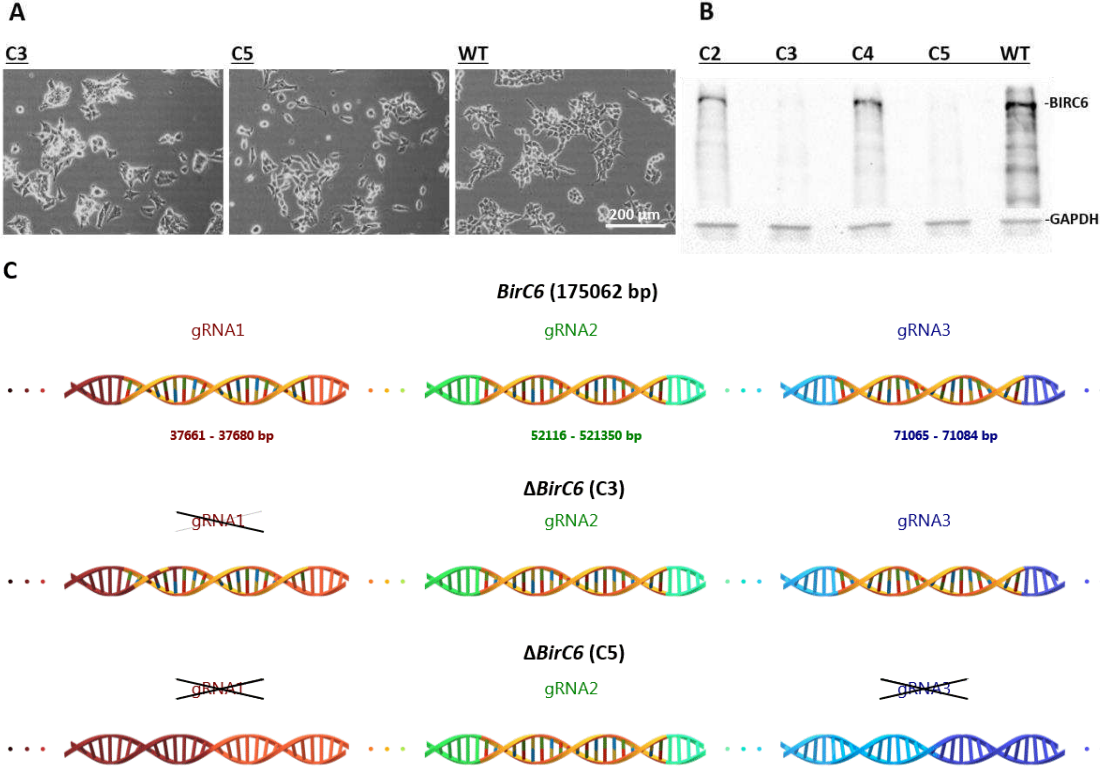 A
C3 C5 WT
200 µm
B
C2 C3 C4 C5 WT
-BIRC6
-GAPDH
C
BirC6 (175062 bp)
gRNA1 gRNA2 gRNA3
37661 - 37680 bp 52116 - 521350 bp 71065 - 71084 bp
ΔBirC6 (C3)
gRNA1 gRNA2 gRNA3
ΔBirC6 (C5)
gRNA1 gRNA2 gRNA3